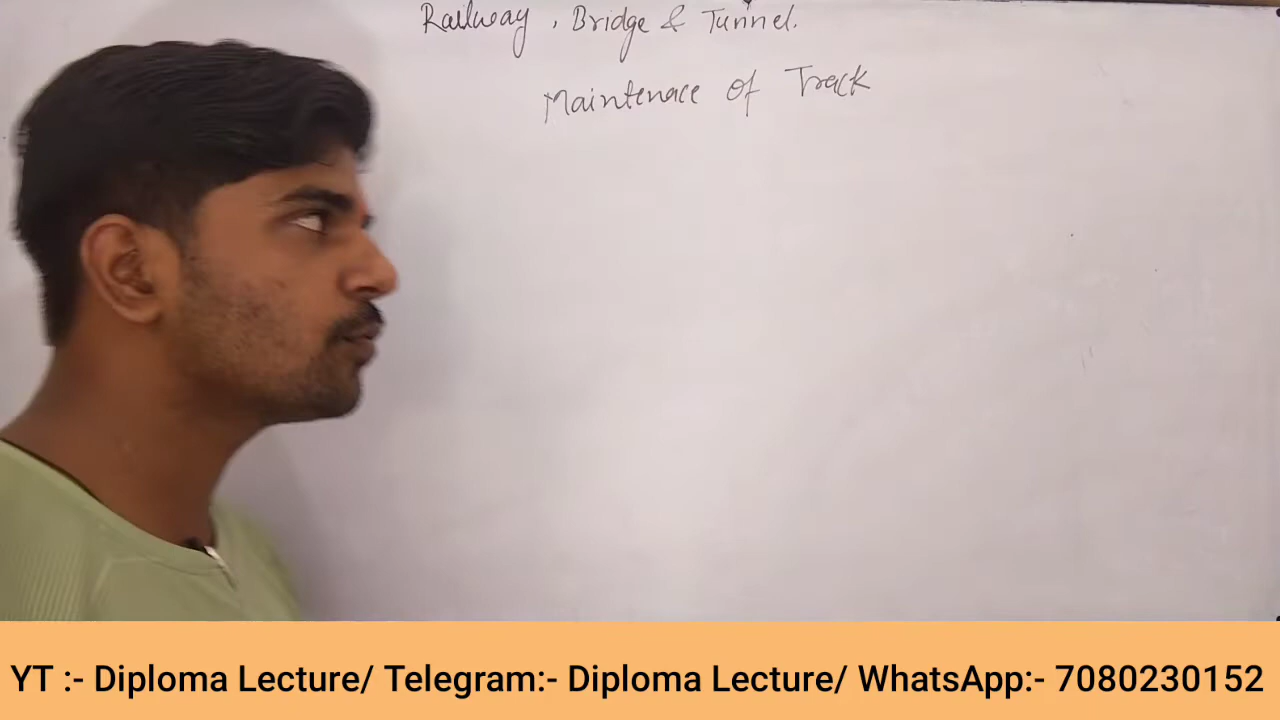 Railway, Bridge & Tunnel.
Maintenace of Track
YT :- Diploma Lecture/ Telegram:- Diploma Lecture/ WhatsApp:- 7080230152